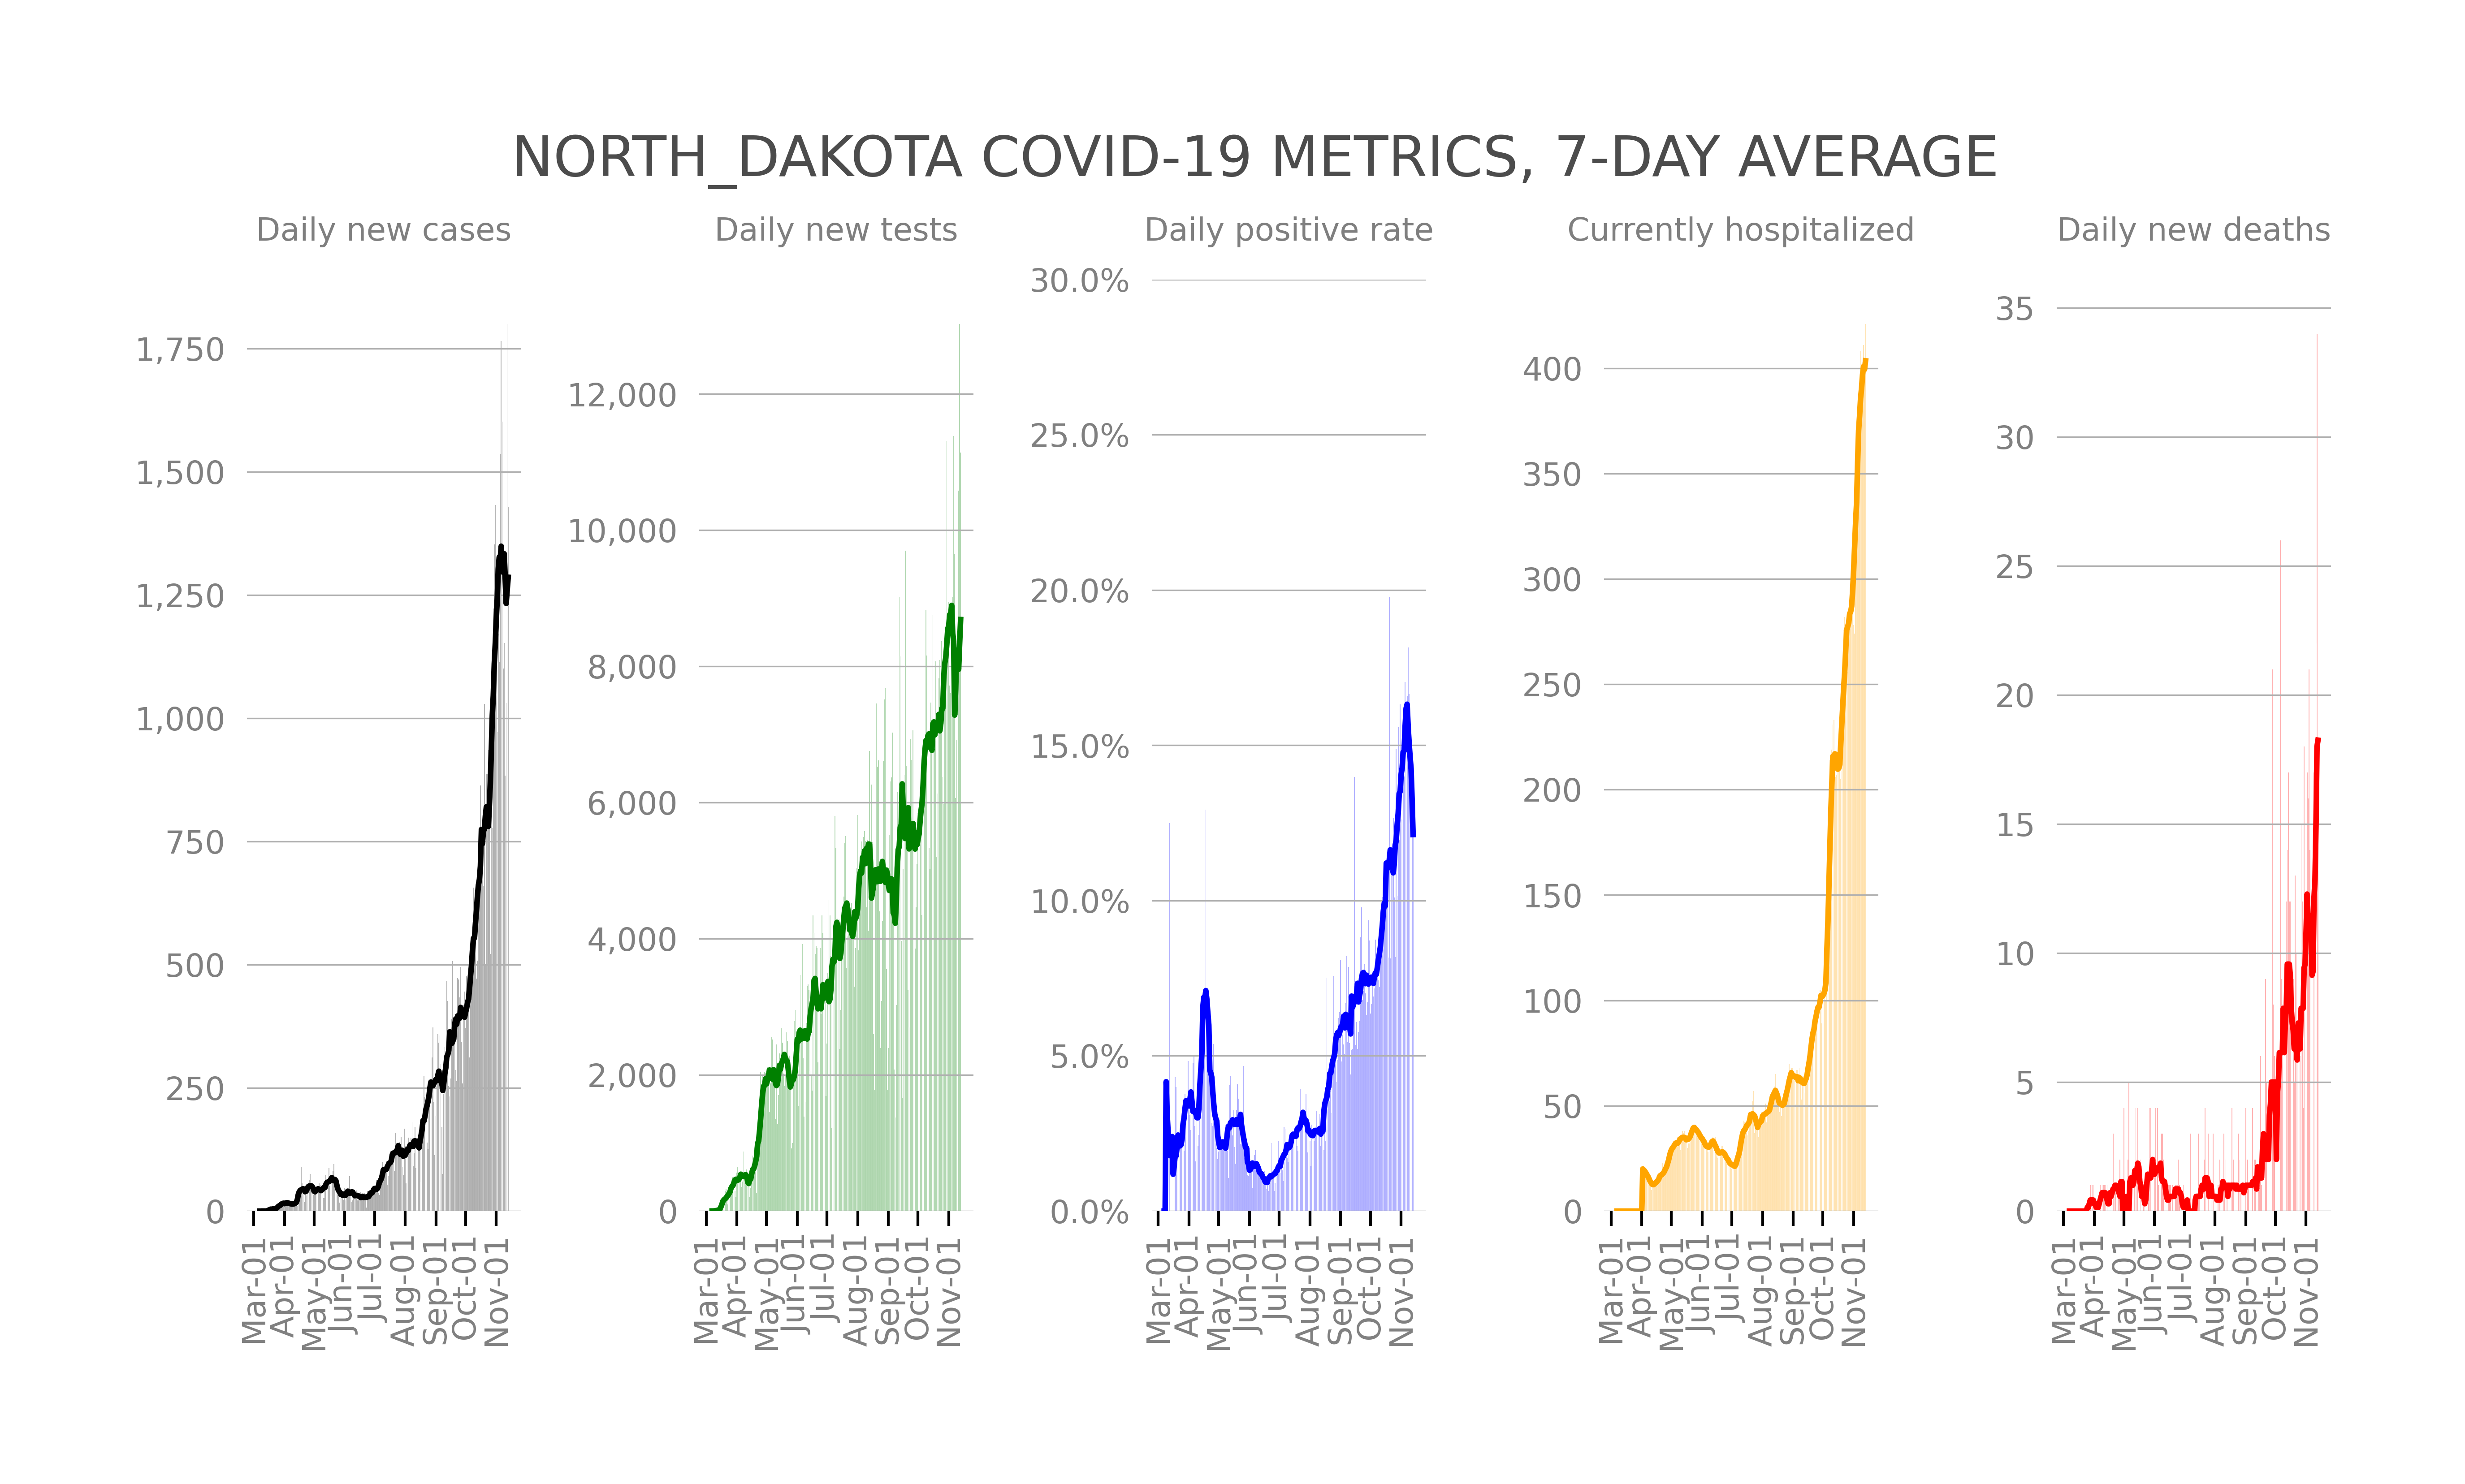 NORTH_DAKOTA COVID-19 METRICS, 7-DAY AVERAGE
Daily new cases
1,750
1,500
1,250
1,000
750
500
250
0
Mar-01
Apr-01
May-01
Jun-01
Jul-01
Aug-01
Sep-01
Oct-01
Nov-01
Daily new tests
12,000
10,000
8,000
6,000
4,000
2,000
0
Mar-01
Apr-01
May-01
Jun-01
Jul-01
Aug-01
Sep-01
Oct-01
Nov-01
Daily positive rate
30.0%
25.0%
20.0%
15.0%
10.0%
5.0%
0.0%
Mar-01
Apr-01
May-01
Jun-01
Jul-01
Aug-01
Sep-01
Oct-01
Nov-01
Currently hospitalized
400
350
300
250
200
150
100
50
0
Mar-01
Apr-01
May-01
Jun-01
Jul-01
Aug-01
Sep-01
Oct-01
Nov-01
Daily new deaths
35
30
25
20
15
10
5
0
Mar-01
Apr-01
May-01
Jun-01
Jul-01
Aug-01
Sep-01
Oct-01
Nov-01